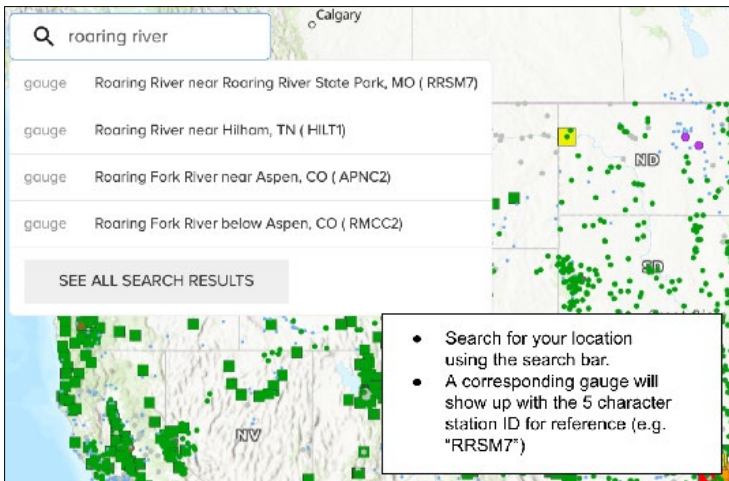 Calgary
roaring river
gauge Roaring River near Roaring River State Park, MO ( RRSM7)
gauge Roaring River near Hilham, TN ( HILT1)
gauge Roaring Fork River near Aspen, CO ( APNC2)
gauge Roaring Fork River below Aspen, CO ( RMCC2)
SEE ALL SEARCH RESULTS
ND
SD
NV
● Search for your location
using the search bar.
● A corresponding gauge will
show up with the 5 character
station ID for reference (e.g.
“RRSM7”)